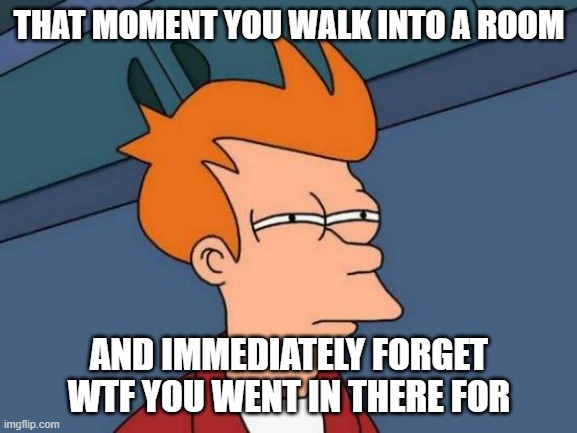 THAT MOMENT YOU WALK INTO A ROOM
AND IMMEDIATELY FORGET
WTF YOU WENT IN THERE FOR
imgflip.com